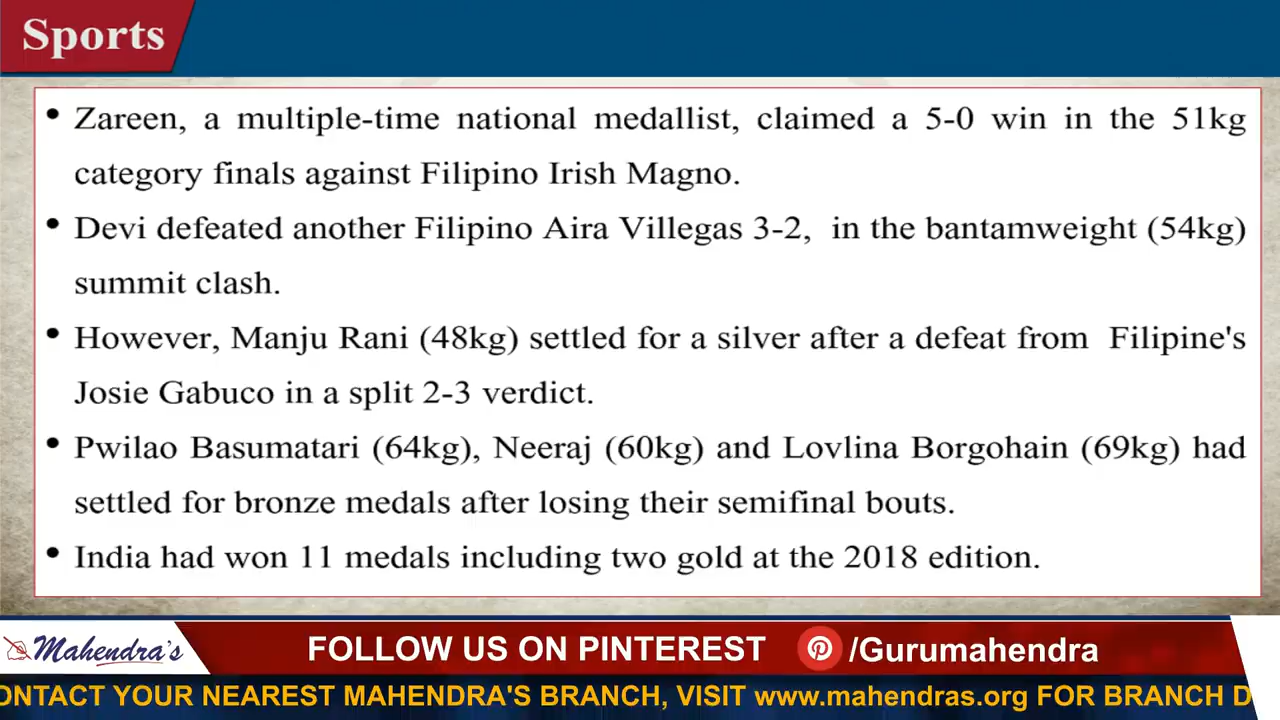 Sports
• Zareen, a multiple-time national medallist, claimed a 5-0 win in the 51kg
category finals against Filipino Irish Magno.
• Devi defeated another Filipino Aira Villegas 3-2, in the bantamweight (54kg)
summit clash.
• However, Manju Rani (48kg) settled for a silver after a defeat from Filipine's
Josie Gabuco in a split 2-3 verdict.
• Pwilao Basumatari (64kg), Neeraj (60kg) and Lovlina Borgohain (69kg) had
settled for bronze medals after losing their semifinal bouts.
• India had won 11 medals including two gold at the 2018 edition.
Mahendra's
FOLLOW US ON PINTEREST /Gurumahendra
ONTACT YOUR NEAREST MAHENDRA'S BRANCH, VISIT www.mahendras.org FOR BRANCH D